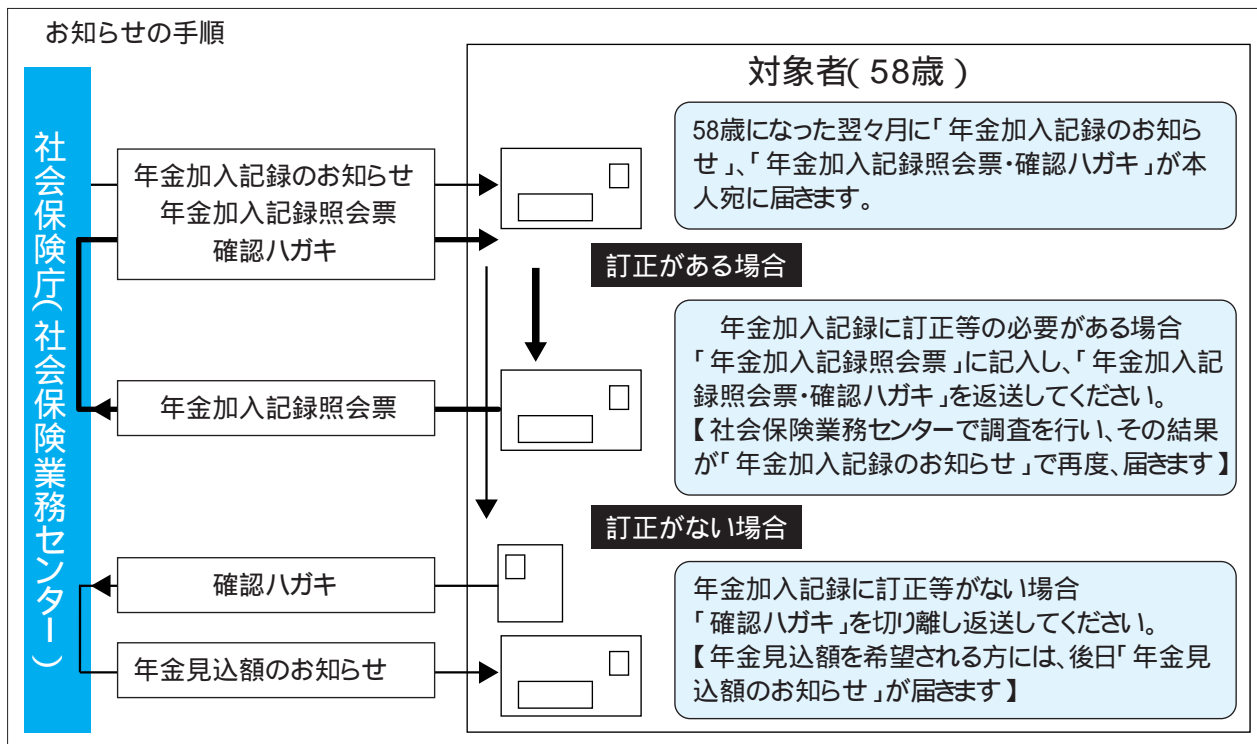 お知らせの手順
対象者(58歳)
社会保険庁(社会保険業務センター)
年金加入記録のお知らせ
年金加入記録照会票
確認ハガキ
58歳になった翌々月に「年金加入記録のお知ら
せ」、「年金加入記録照会票・確認ハガキ」が本
人宛に届きます。
訂正がある場合
年金加入記録照会票
年金加入記録に訂正等の必要がある場合
「年金加入記録照会票」に記入し、「年金加入記
録照会票・確認ハガキ」を返送してください。
【社会保険業務センターで調査を行い、その結果
が「年金加入記録のお知らせ」で再度、届きます】
訂正がない場合
確認ハガキ
年金見込額のお知らせ
年金加入記録に訂正等がない場合
「確認ハガキ」を切り離し返送してください。
【年金見込額を希望される方には、後日「年金見
込額のお知らせ」が届きます】